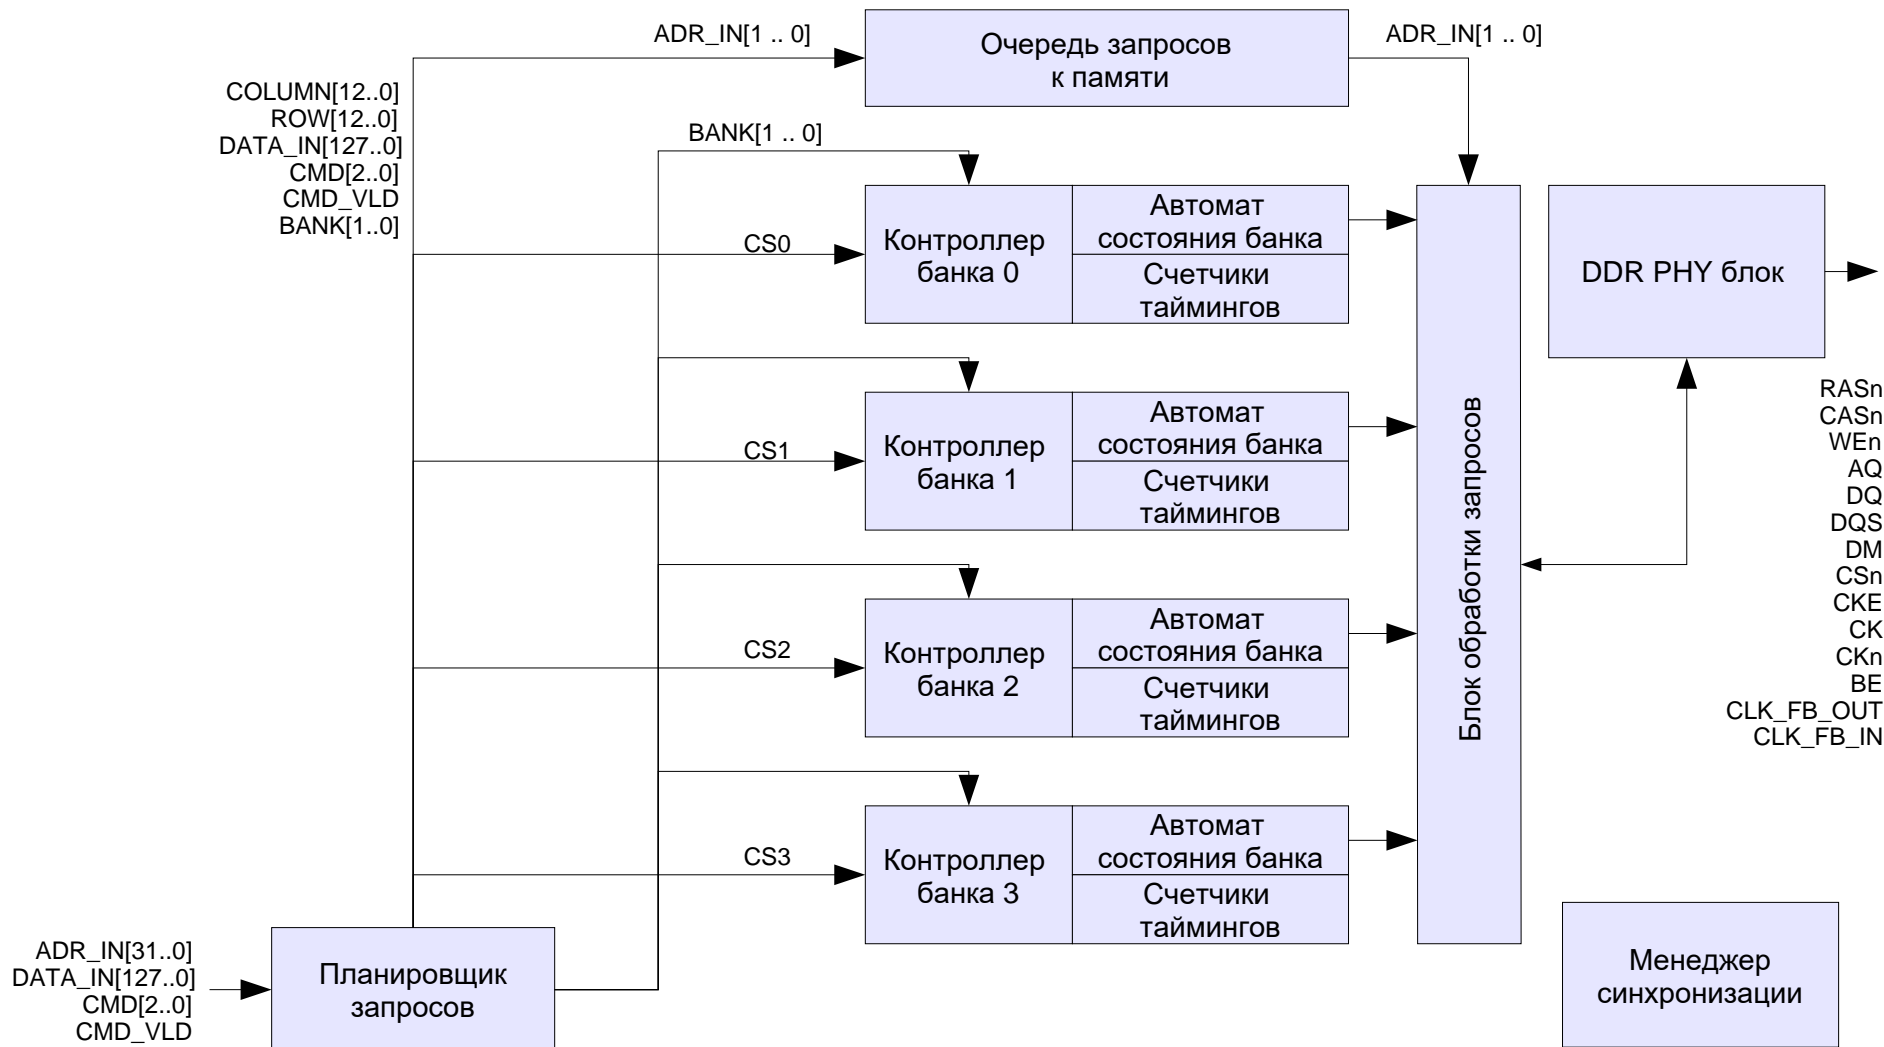 ADR_IN[1 .. 0]
Очередь запросов
к памяти
ADR_IN[1 .. 0]
COLUMN[12..0]
ROW[12..0]
DATA_IN[127..0]
CMD[2..0]
CMD_VLD
BANK[1..0]
BANK[1 .. 0]
CS0
Контроллер
банка 0
Автомат
состояния банка
Счетчики
таймингов
CS1
Контроллер
банка 1
Автомат
состояния банка
Счетчики
таймингов
CS2
Контроллер
банка 2
Автомат
состояния банка
Счетчики
таймингов
CS3
Контроллер
банка 3
Автомат
состояния банка
Счетчики
таймингов
Блок обработки запросов
DDR PHY блок
RASn
CASn
WEn
AQ
DQ
DQS
DM
CSn
CKE
CK
CKn
BE
CLK_FB_OUT
CLK_FB_IN
ADR_IN[31..0]
DATA_IN[127..0]
CMD[2..0]
CMD_VLD
Планировщик
запросов
Менеджер
синхронизации